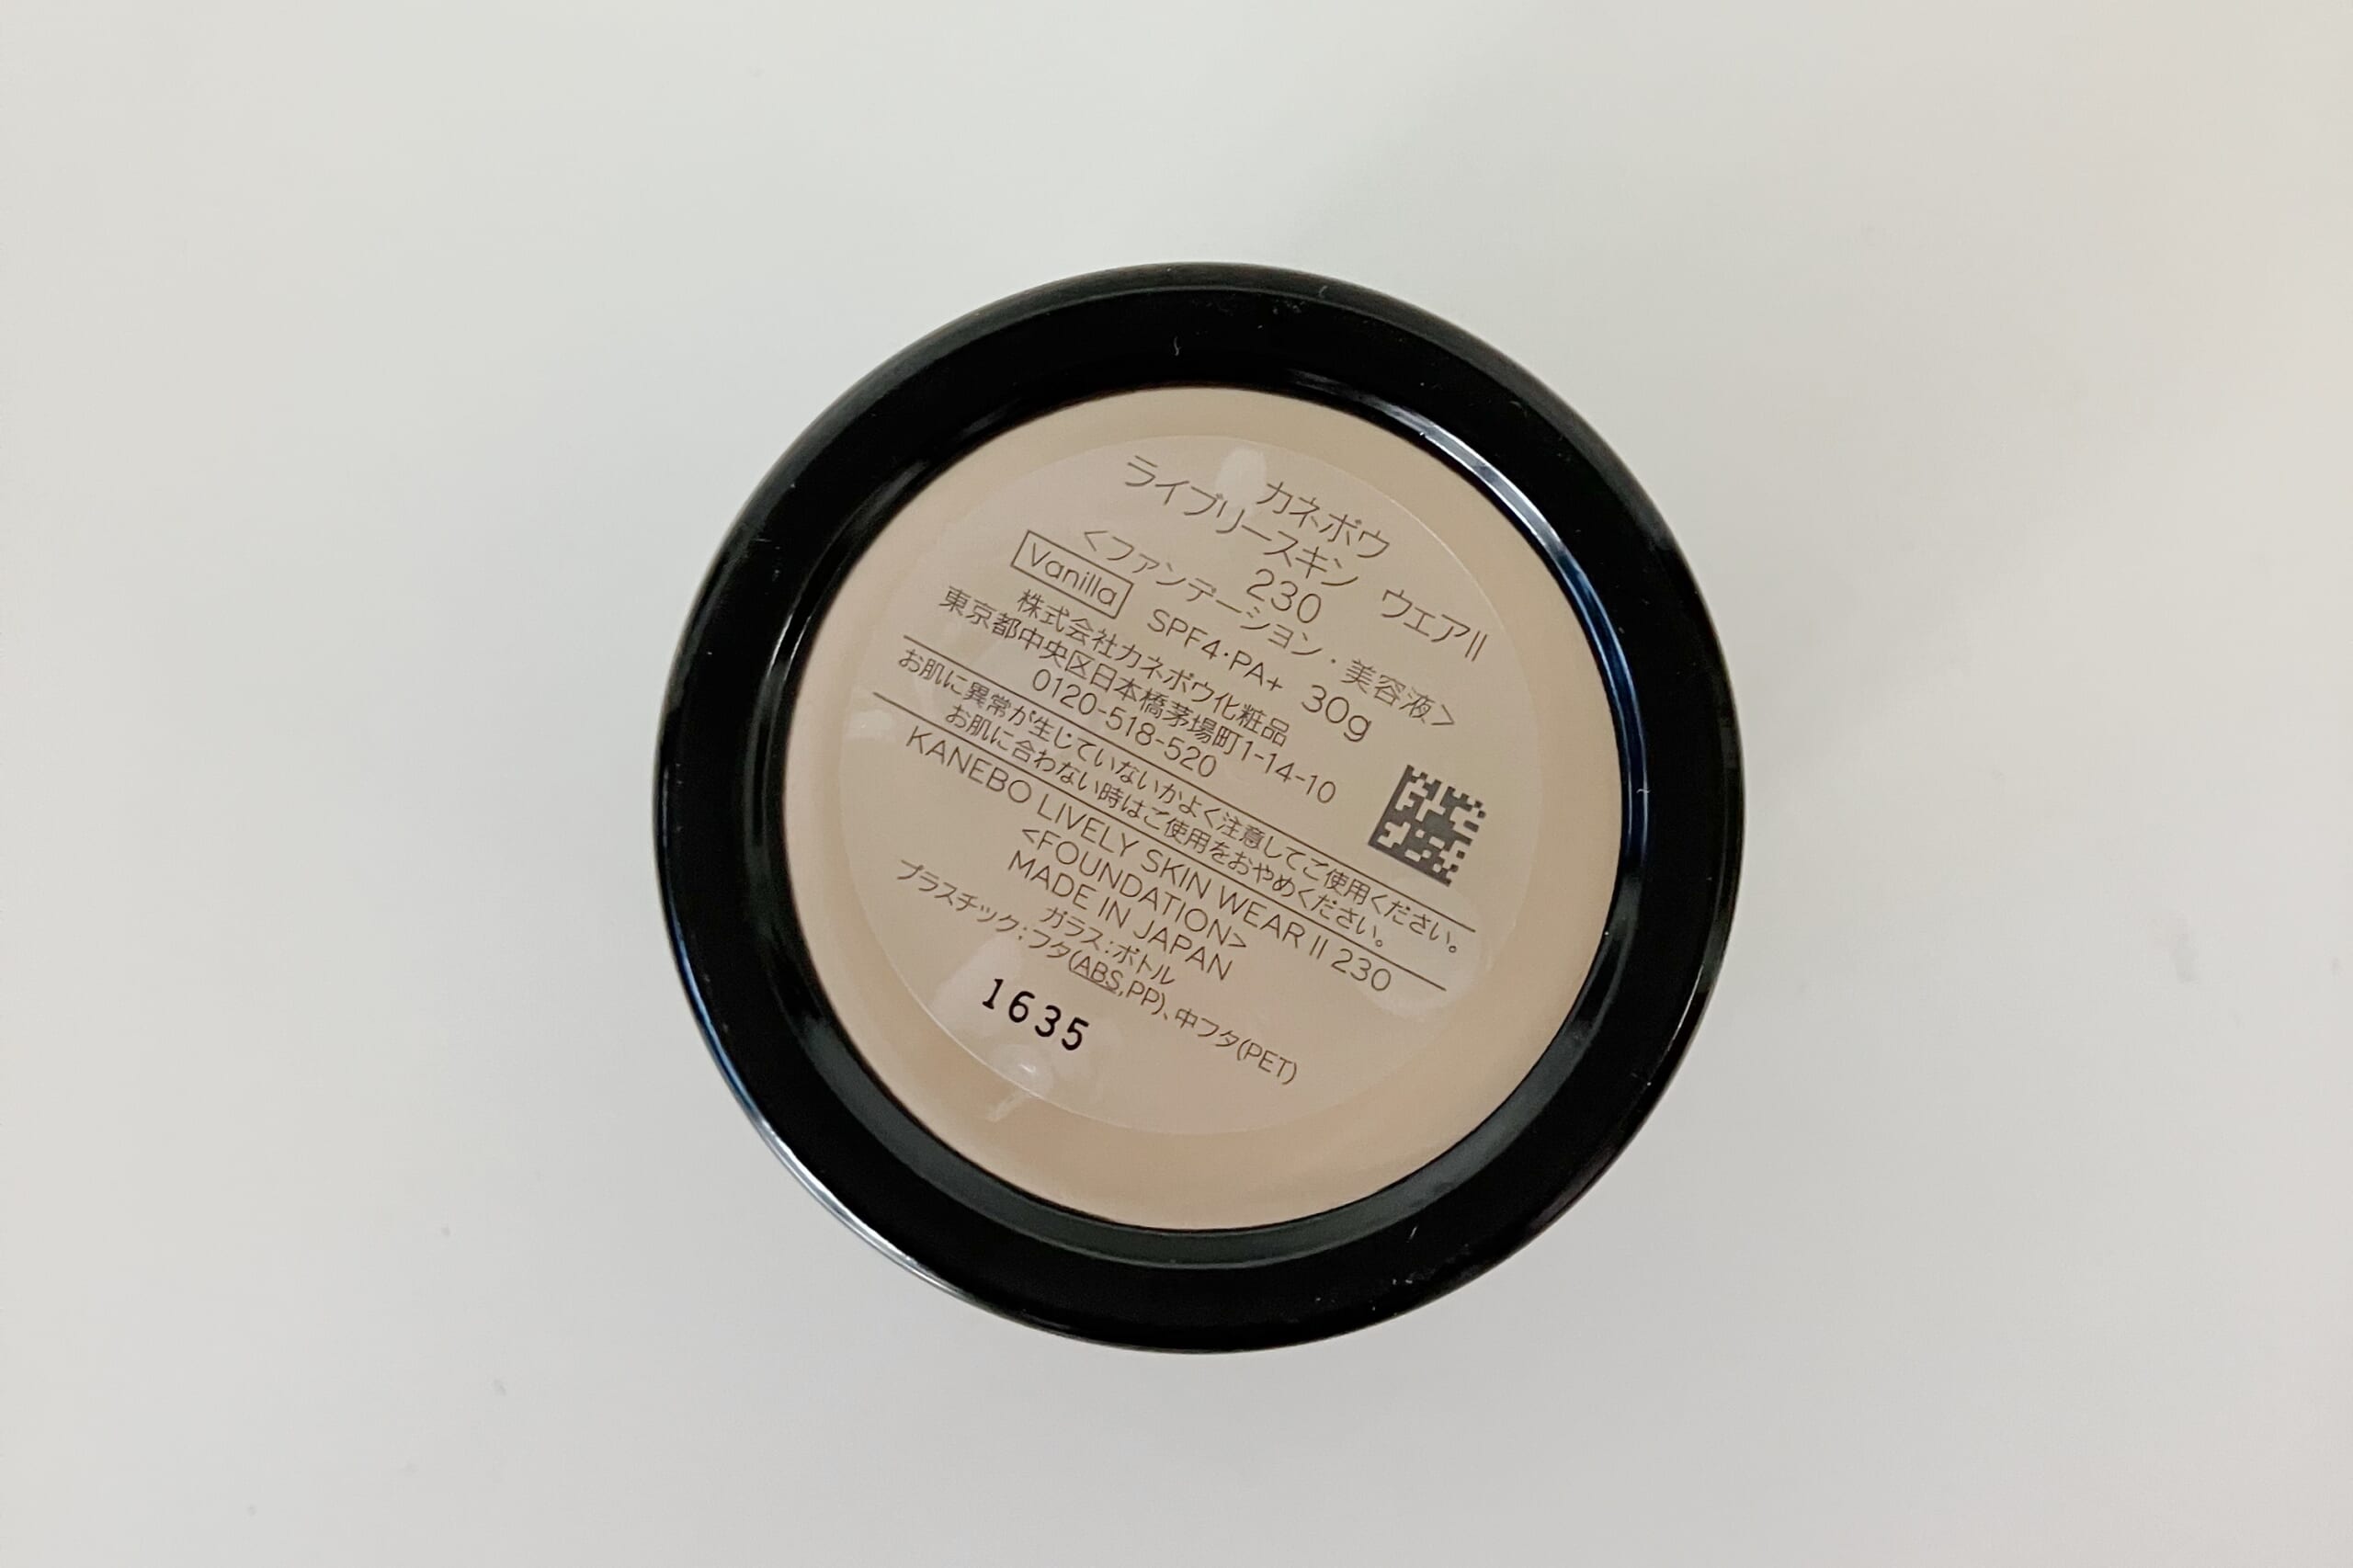 カネボウ
ライブリースキン ウエアⅡ
230
<ファンデーション・美容液>
Vanilla SPF4・PA+ 30g
株式会社カネボウ化粧品
東京都中央区日本橋茅場町1-14-10
0120-518-520
お肌に異常が生じていないかよく注意してご使用ください。
お肌に合わない時はご使用をおやめください。
KANEBO LIVELY SKIN WEAR II 230
<FOUNDATION>
MADE IN JAPAN
ガラス:ボトル
プラスチック:フタ(ABS,PP)、中フタ(PET)
1635